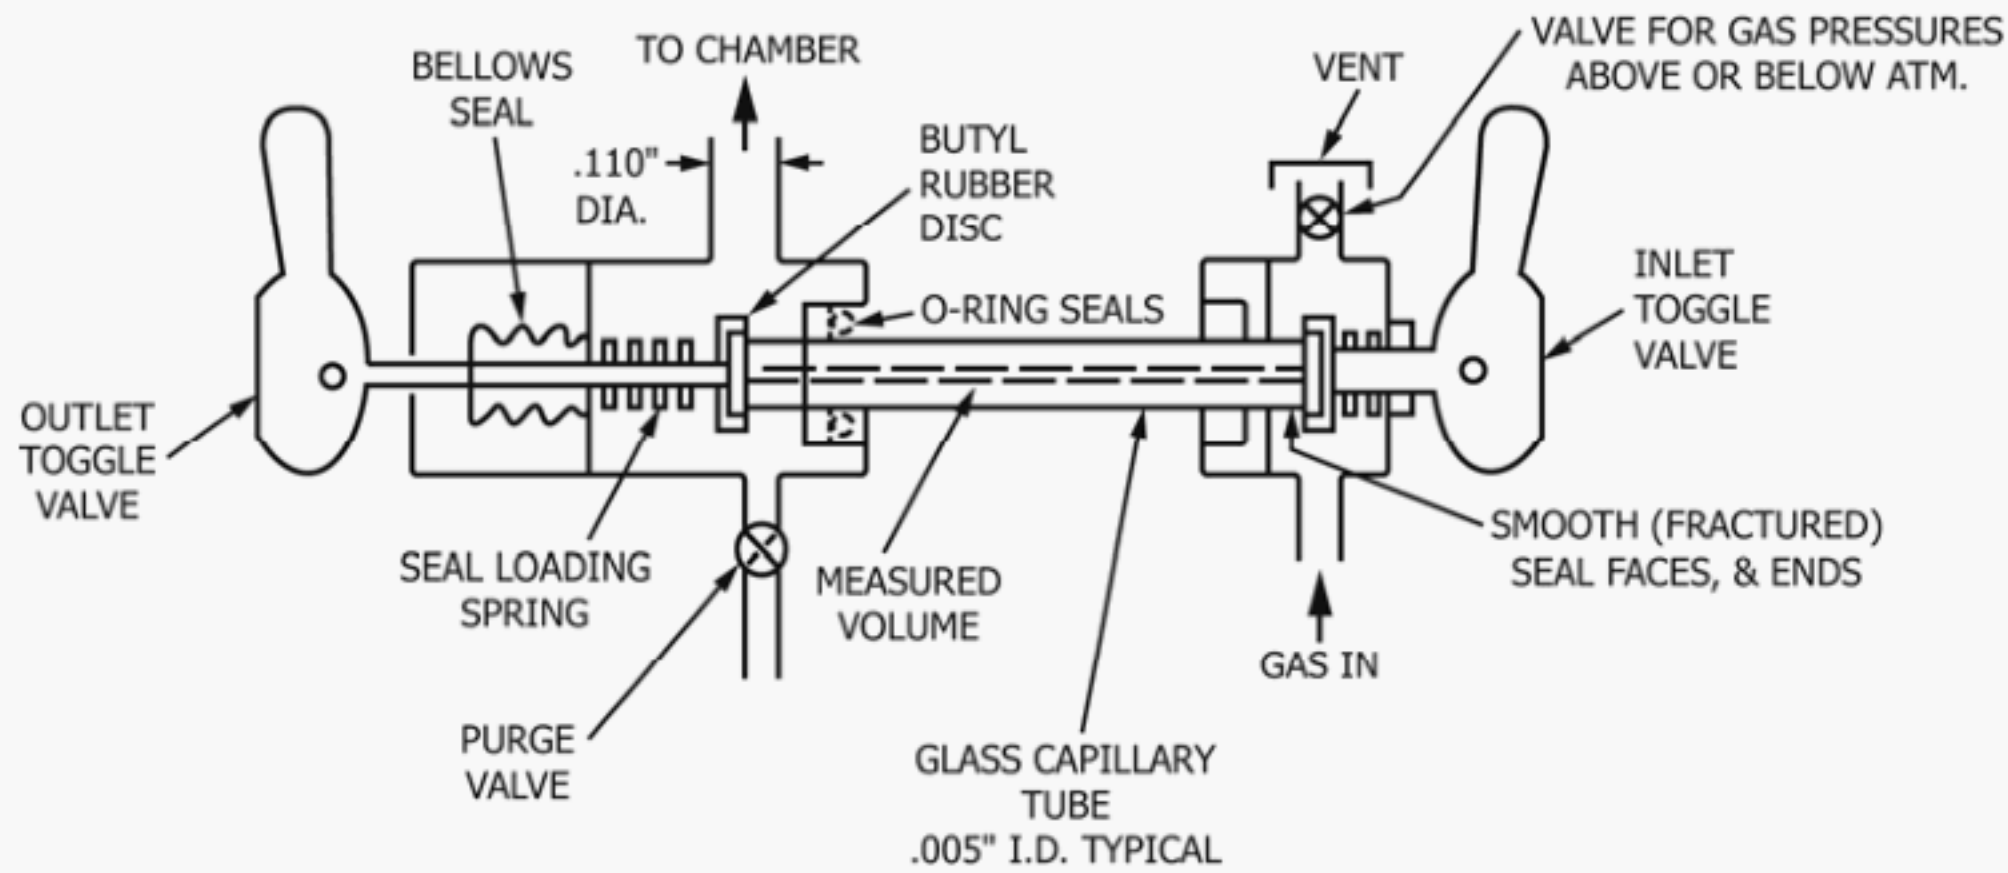 BELLOWS
SEAL
TO CHAMBER
VENT
VALVE FOR GAS PRESSURES
ABOVE OR BELOW ATM.
.110"
DIA.
BUTYL
RUBBER
DISC
O-RING SEALS
INLET
TOGGLE
VALVE
OUTLET
TOGGLE
VALVE
SEAL LOADING
SPRING
MEASURED
VOLUME
SMOOTH (FRACTURED)
SEAL FACES, & ENDS
GAS IN
PURGE
VALVE
GLASS CAPILLARY
TUBE
.005" I.D. TYPICAL